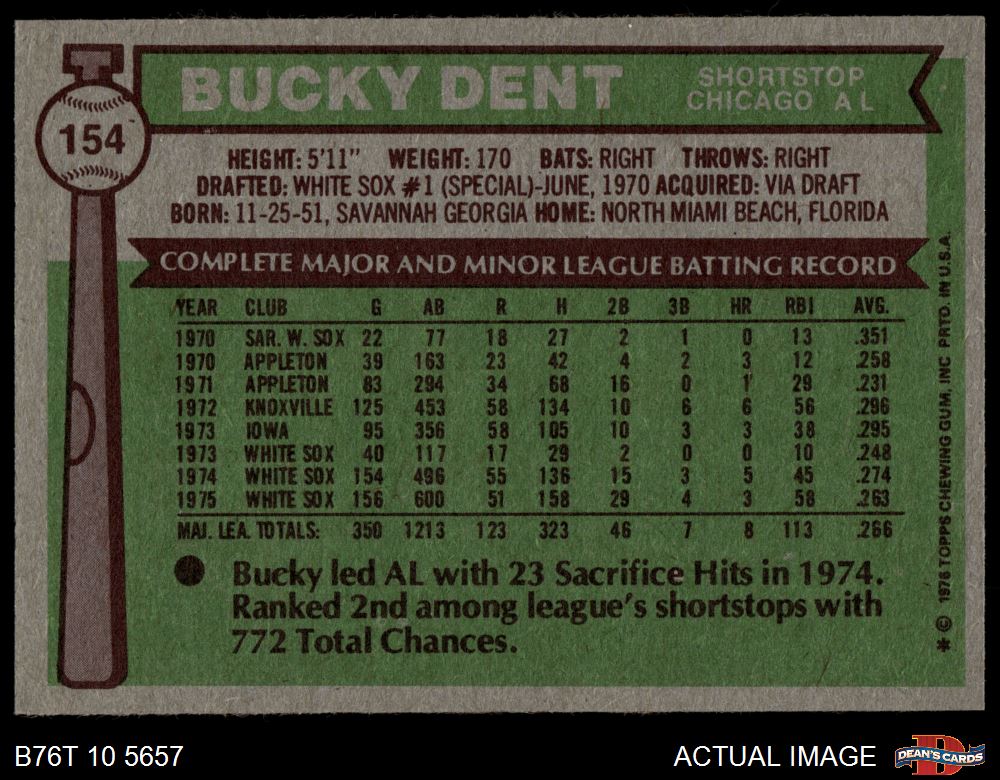 BUCKY DENT
SHORTSTOP
CHICAGO A L
154
HEIGHT: 5'11" WEIGHT: 170 BATS: RIGHT THROWS: RIGHT
DRAFTED: WHITE SOX #1 (SPECIAL)-JUNE, 1970 ACQUIRED: VIA DRAFT
BORN: 11-25-51, SAVANNAH GEORGIA HOME: NORTH MIAMI BEACH, FLORIDA
COMPLETE MAJOR AND MINOR LEAGUE BATTING RECORD
YEAR CLUB G AB R H 2B 3B HR RBI AVG.
1970 SAR. W. SOX 22 77 18 27 2 1 0 13 .351
1970 APPLETON 39 163 23 42 4 2 3 12 .258
1971 APPLETON 83 294 34 68 16 0 1 29 .231
1972 KNOXVILLE 125 453 58 134 10 6 6 56 .296
1973 IOWA 95 356 58 105 10 3 3 38 .295
1973 WHITE SOX 40 117 17 29 2 0 0 10 .248
1974 WHITE SOX 154 496 55 136 15 3 5 45 .274
1975 WHITE SOX 156 600 51 158 29 4 3 58 .263
MAJ. LEA. TOTALS: 350 1213 123 323 46 7 8 113 .266
Bucky led AL with 23 Sacrifice Hits in 1974.
Ranked 2nd among league's shortstops with
772 Total Chances.
* © 1976 TOPPS CHEWING GUM, INC PRTD. IN U.S.A.
B76T 10 5657
ACTUAL IMAGE
DEAN'S CARDS